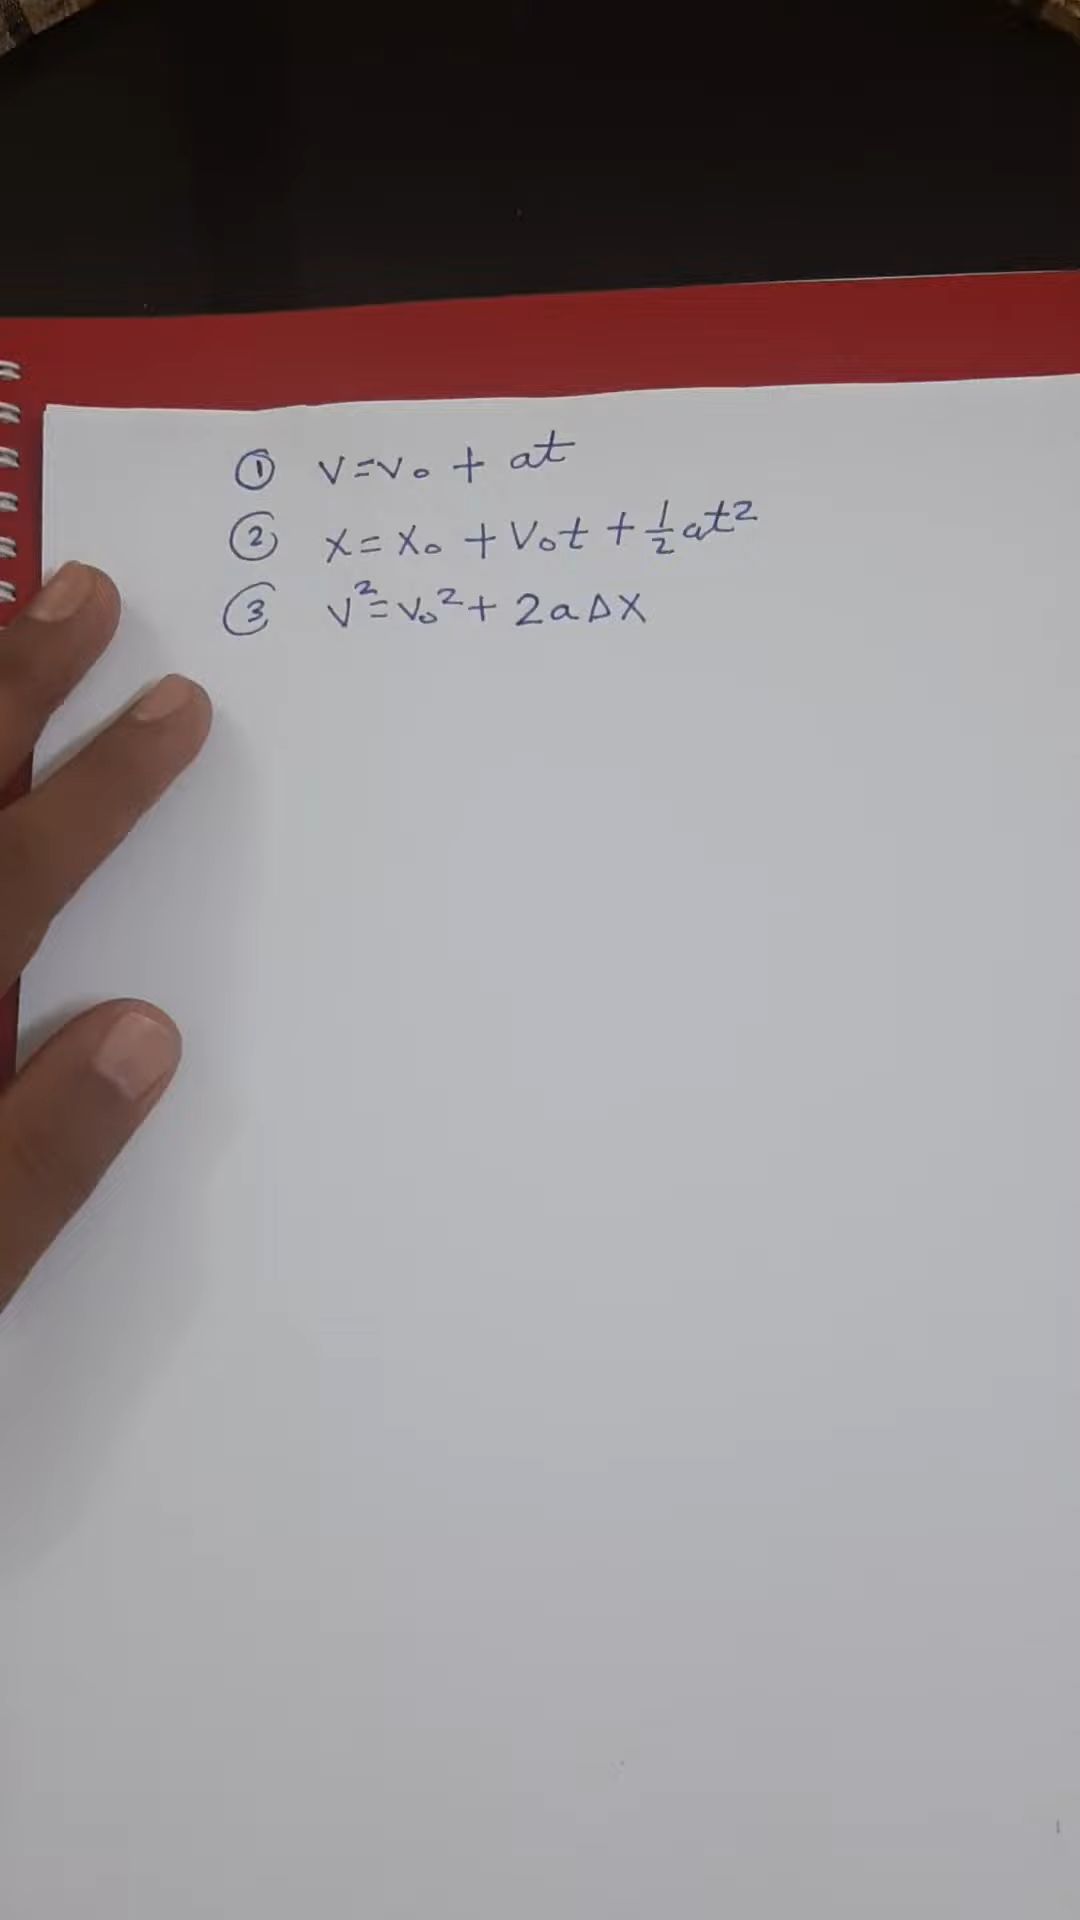 ① v=v₀ + at
② x= x₀ + v₀t + ½at²
③ v²=v₀²+ 2aΔx